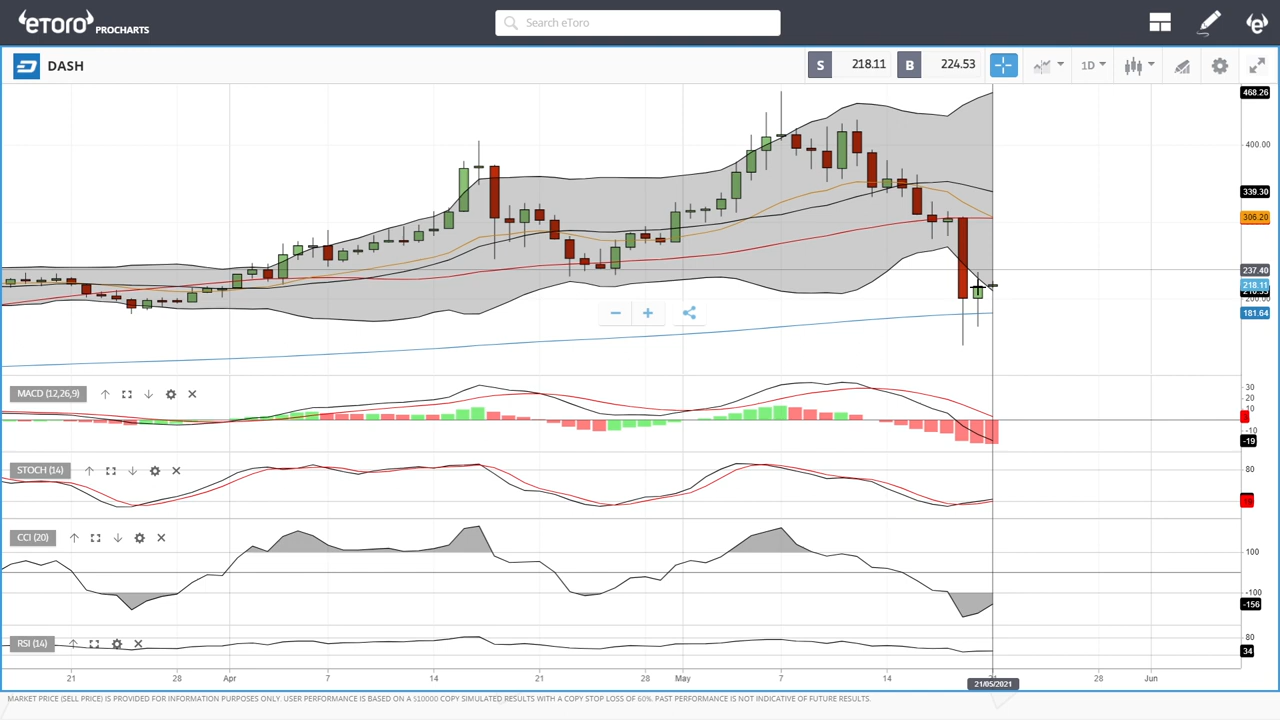 eToro PROCHARTS
Search eToro
DASH
S 218.11 B 224.53
1D
468.26
400.00
339.30
306.20
237.40
218.11
200.00
181.64
MACD (12,26,9)
30
20
10
-10
-19
STOCH (14)
80
CCI (20)
100
-100
-156
RSI (14)
80
34
21 28 Apr 7 14 21 28 May 7 14 28 Jun
21/05/2021
MARKET PRICE (SELL PRICE) IS PROVIDED FOR INFORMATION PURPOSES ONLY. USER PERFORMANCE IS BASED ON A $10000 COPY SIMULATED RESULTS WITH A COPY STOP LOSS OF 60%. PAST PERFORMANCE IS NOT INDICATIVE OF FUTURE RESULTS.